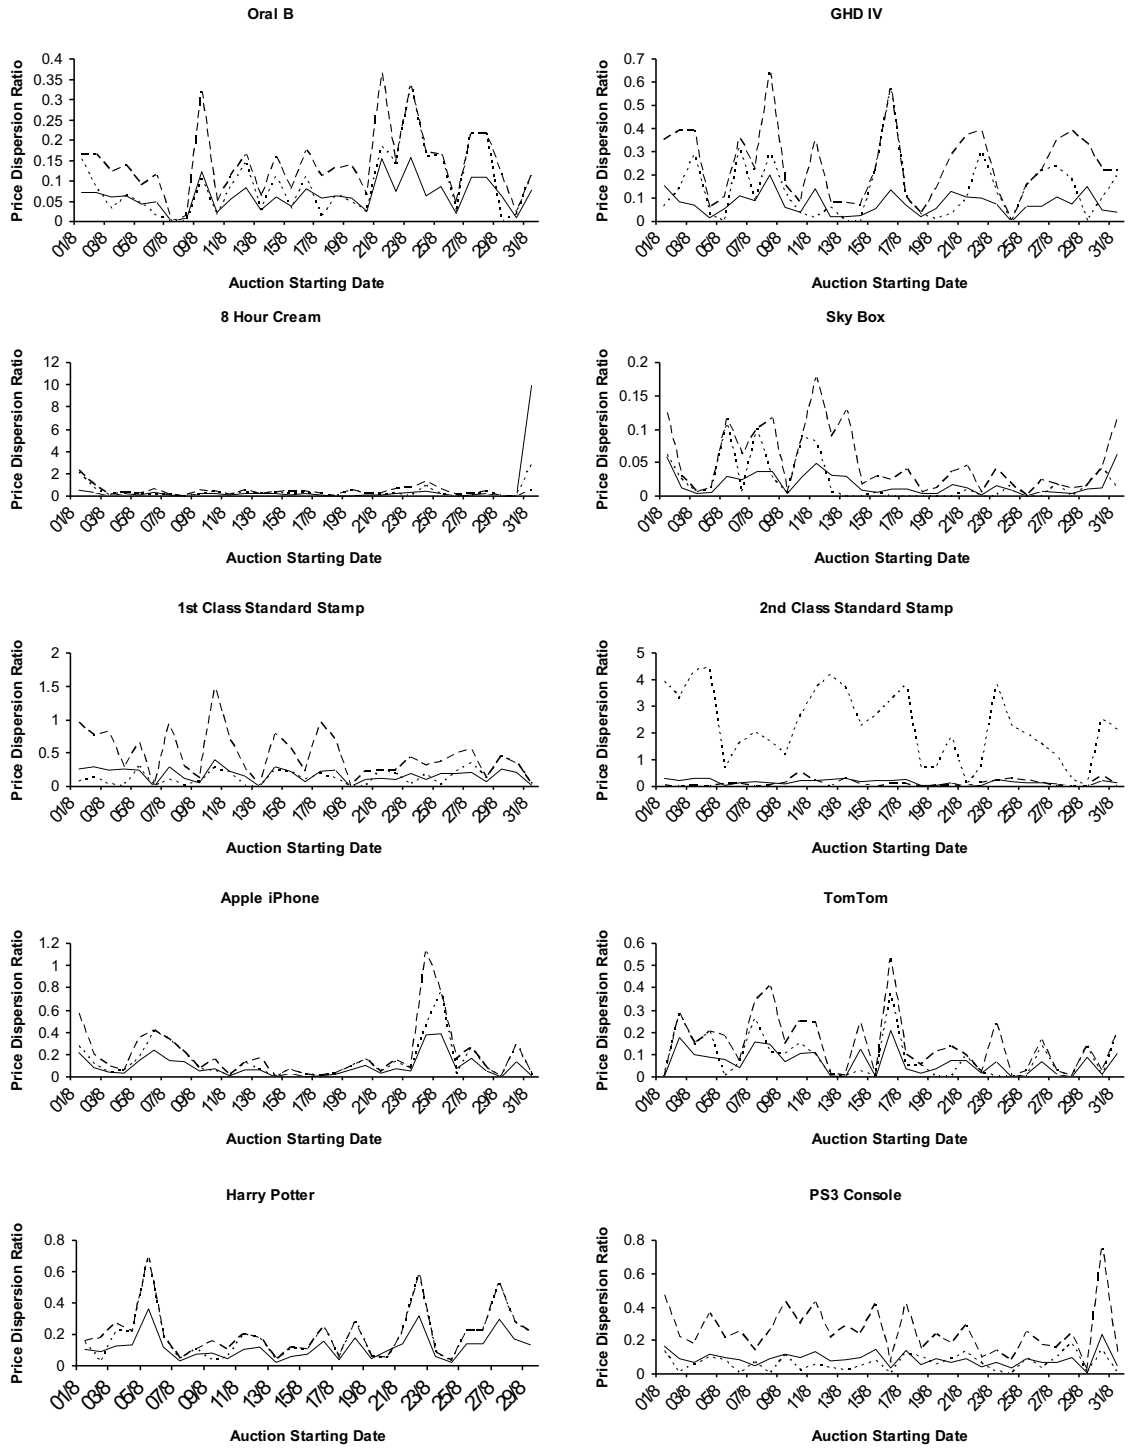 Oral B
Price Dispersion Ratio
0.4
0.35
0.3
0.25
0.2
0.15
0.1
0.05
0
01/8 03/8 05/8 07/8 09/8 11/8 13/8 15/8 17/8 19/8 21/8 23/8 25/8 27/8 29/8 31/8
Auction Starting Date
GHD IV
Price Dispersion Ratio
0.7
0.6
0.5
0.4
0.3
0.2
0.1
0
01/8 03/8 05/8 07/8 09/8 11/8 13/8 15/8 17/8 19/8 21/8 23/8 25/8 27/8 29/8 31/8
Auction Starting Date
8 Hour Cream
Price Dispersion Ratio
12
10
8
6
4
2
0
01/8 03/8 05/8 07/8 09/8 11/8 13/8 15/8 17/8 19/8 21/8 23/8 25/8 27/8 29/8 31/8
Auction Starting Date
Sky Box
Price Dispersion Ratio
0.2
0.15
0.1
0.05
0
01/8 03/8 05/8 07/8 09/8 11/8 13/8 15/8 17/8 19/8 21/8 23/8 25/8 27/8 29/8 31/8
Auction Starting Date
1st Class Standard Stamp
Price Dispersion Ratio
2
1.5
1
0.5
0
01/8 03/8 05/8 07/8 09/8 11/8 13/8 15/8 17/8 19/8 21/8 23/8 25/8 27/8 29/8 31/8
Auction Starting Date
2nd Class Standard Stamp
Price Dispersion Ratio
5
4
3
2
1
0
01/8 03/8 05/8 07/8 09/8 11/8 13/8 15/8 17/8 19/8 21/8 23/8 25/8 27/8 29/8 31/8
Auction Starting Date
Apple iPhone
Price Dispersion Ratio
1.2
1
0.8
0.6
0.4
0.2
0
01/8 03/8 05/8 07/8 09/8 11/8 13/8 15/8 17/8 19/8 21/8 23/8 25/8 27/8 29/8 31/8
Auction Starting Date
TomTom
Price Dispersion Ratio
0.6
0.5
0.4
0.3
0.2
0.1
0
01/8 03/8 05/8 07/8 09/8 11/8 13/8 15/8 17/8 19/8 21/8 23/8 25/8 27/8 29/8 31/8
Auction Starting Date
Harry Potter
Price Dispersion Ratio
0.8
0.6
0.4
0.2
0
01/8 03/8 05/8 07/8 09/8 11/8 13/8 15/8 17/8 19/8 21/8 23/8 25/8 27/8 29/8
Auction Starting Date
PS3 Console
Price Dispersion Ratio
0.8
0.6
0.4
0.2
0
01/8 03/8 05/8 07/8 09/8 11/8 13/8 15/8 17/8 19/8 21/8 23/8 25/8 27/8 29/8 31/8
Auction Starting Date